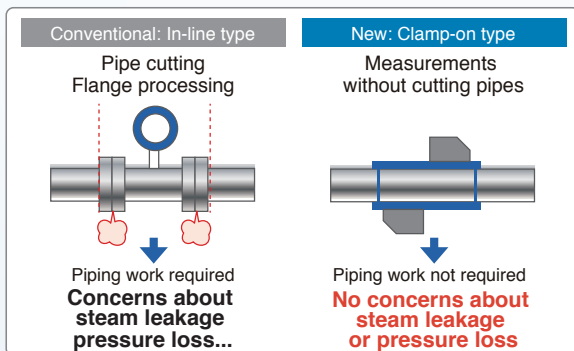 Conventional: In-line type
Pipe cutting
Flange processing
Piping work required
Concerns about
steam leakage
pressure loss...
New: Clamp-on type
Measurements
without cutting pipes
Piping work not required
No concerns about
steam leakage
or pressure loss